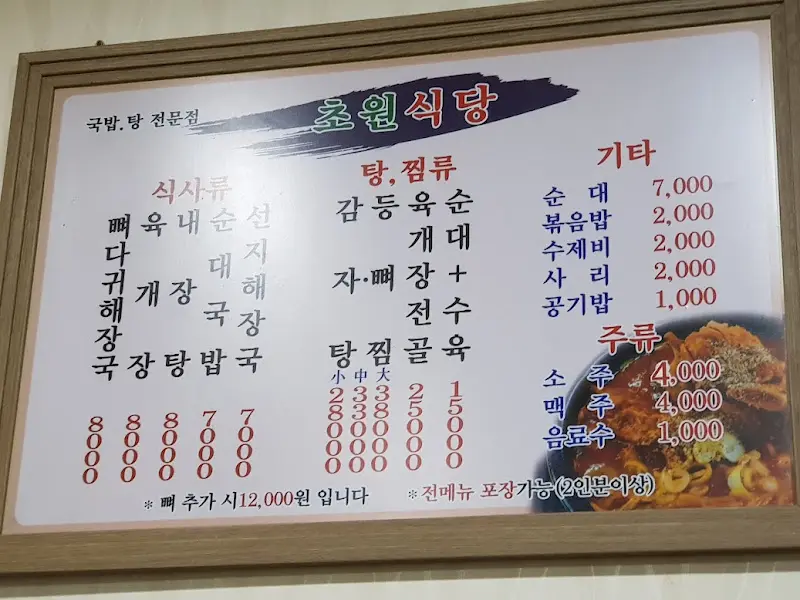 국밥.탕 전문점
초원식당
식사류
뼈다귀해장국 8000
육개장 8000
내장탕 8000
순대국밥 7000
선지해장국 7000
탕,찜류
감자탕·등뼈찜
小 28000
中 33000
大 38000
육개장전골 25000
순대+수육 15000
기타
순 대 7,000
볶음밥 2,000
수제비 2,000
사 리 2,000
공기밥 1,000
주류
소 주 4,000
맥 주 4,000
음료수 1,000
* 뼈 추가 시12,000원 입니다
*전메뉴 포장가능(2인분이상)